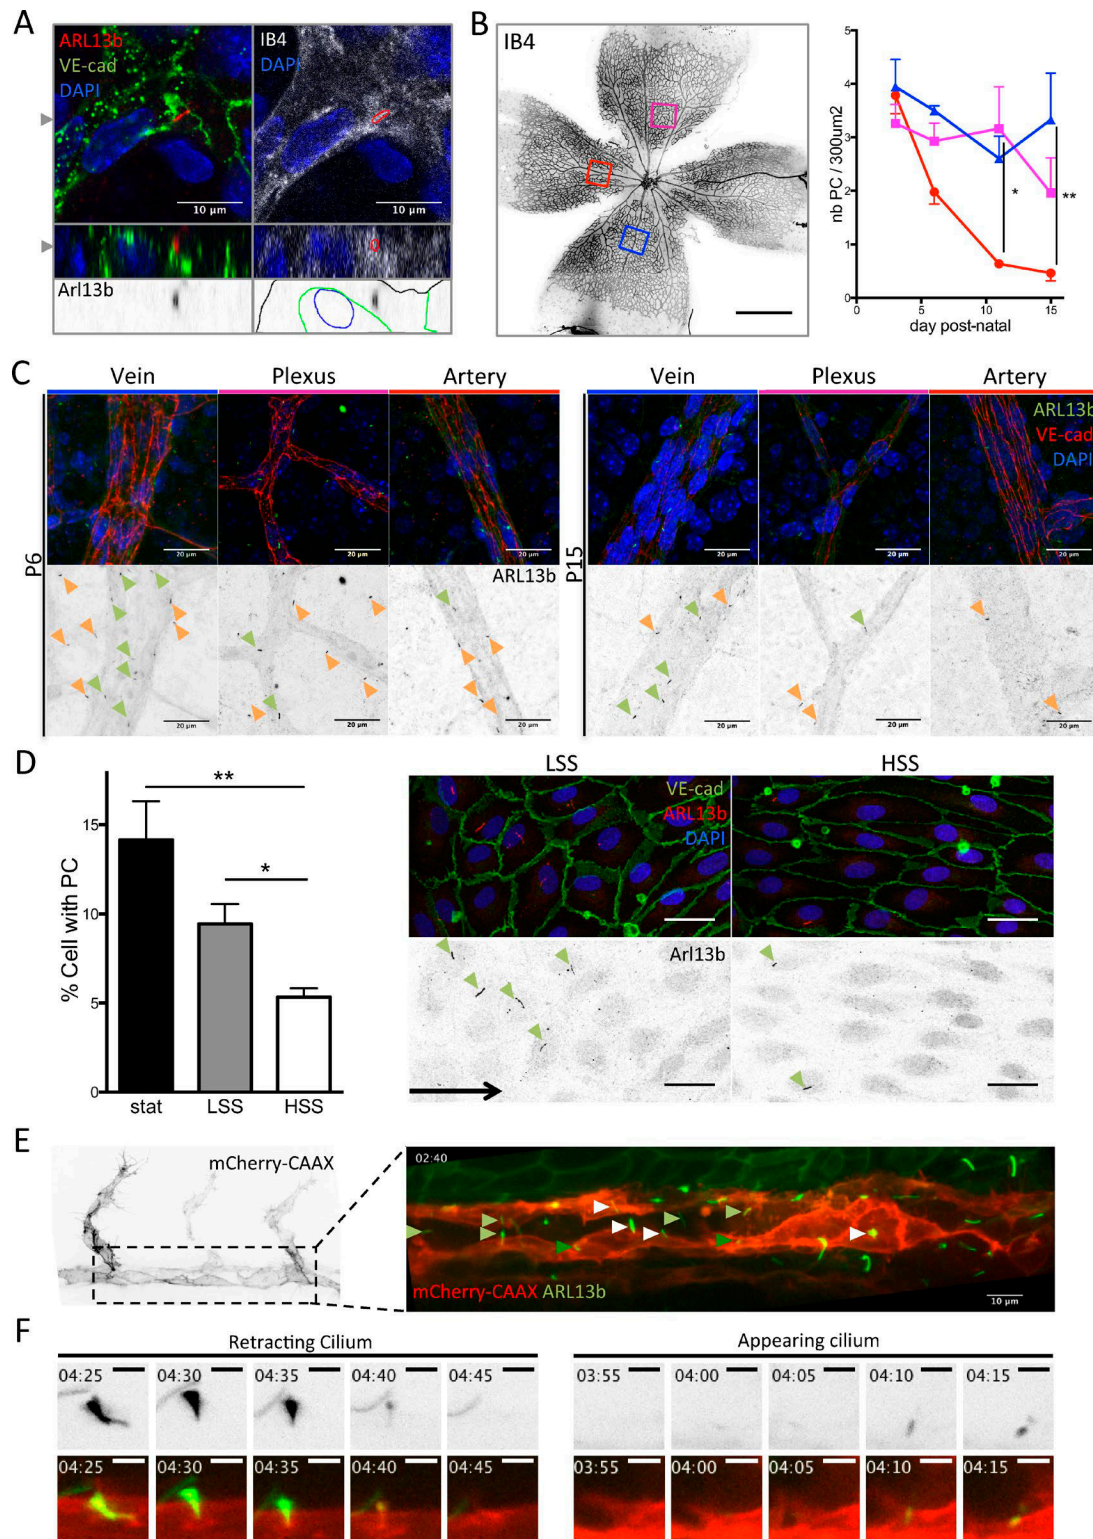 A
ARL13b
VE-cad
DAPI
10 µm
IB4
DAPI
10 µm
Arl13b
B
IB4
nb PC / 300um2
5
4
3
2
1
0
0
5
10
15
*
**
day post-natal
C
Vein
Plexus
Artery
Vein
Plexus
Artery
P6
20 µm
20 µm
20 µm
ARL13b
20 µm
20 µm
20 µm
P15
ARL13b
VE-cad
DAPI
20 µm
20 µm
20 µm
20 µm
20 µm
20 µm
D
% Cell with PC
15
10
5
0
**
*
stat
LSS
HSS
LSS
HSS
VE-cad
ARL13b
DAPI
Arl13b
E
mCherry-CAAX
02:40
mCherry-CAAX ARL13b
10 µm
F
Retracting Cilium
Appearing cilium
04:25
04:30
04:35
04:40
04:45
03:55
04:00
04:05
04:10
04:15
04:25
04:30
04:35
04:40
04:45
03:55
04:00
04:05
04:10
04:15